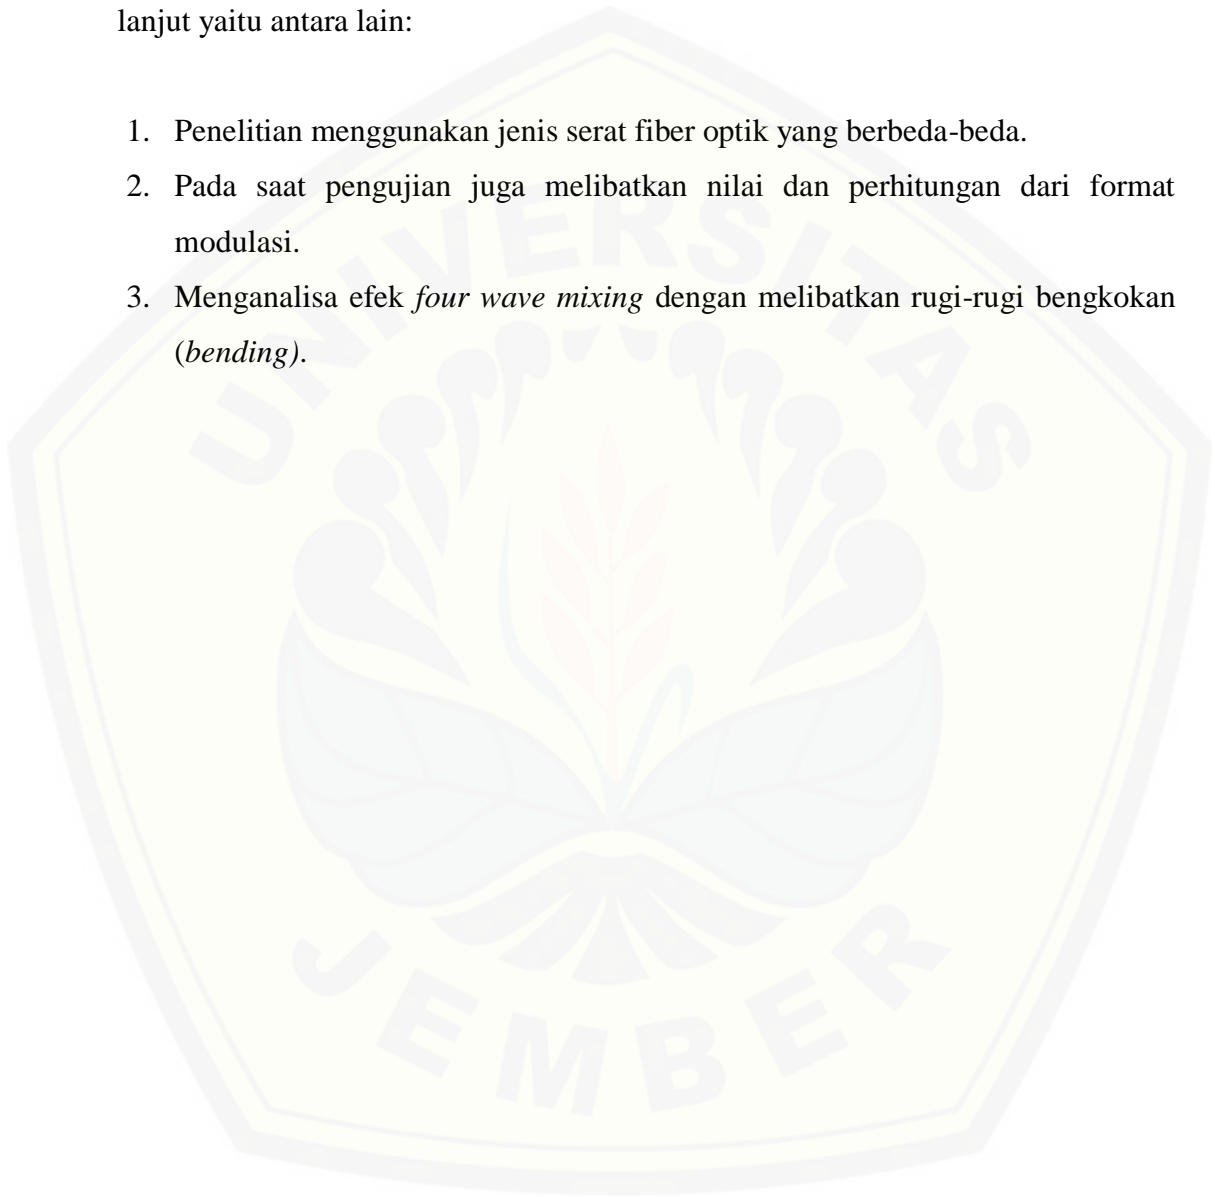 lanjut yaitu antara lain:
1. Penelitian menggunakan jenis serat fiber optik yang berbeda-beda.
2. Pada saat pengujian juga melibatkan nilai dan perhitungan dari format
modulasi.
3. Menganalisa efek four wave mixing dengan melibatkan rugi-rugi bengkokan
(bending).
UNIVERSITAS
JEMBER